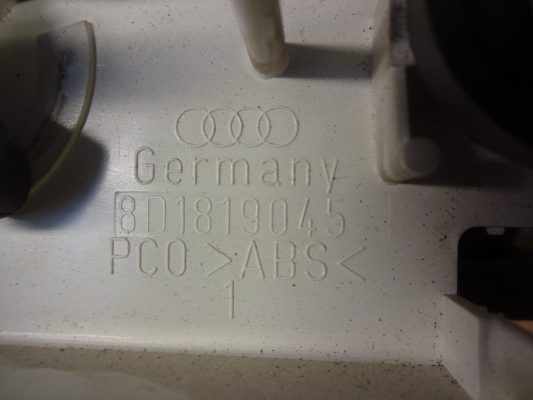 Germany
8D1819045
PCO >ABS<
1